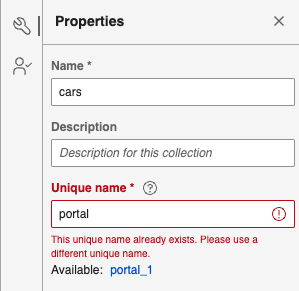 Properties
Name *
cars
Description
Description for this collection
Unique name *
portal
This unique name already exists. Please use a
different unique name.
Available: portal_1